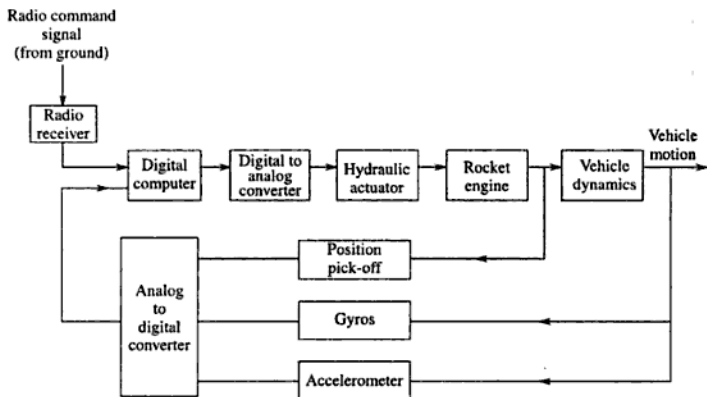 Radio command
signal
(from ground)
Radio
receiver
Digital
computer
Digital to
analog
converter
Hydraulic
actuator
Rocket
engine
Vehicle
dynamics
Vehicle
motion
Position
pick-off
Analog
to
digital
converter
Gyros
Accelerometer